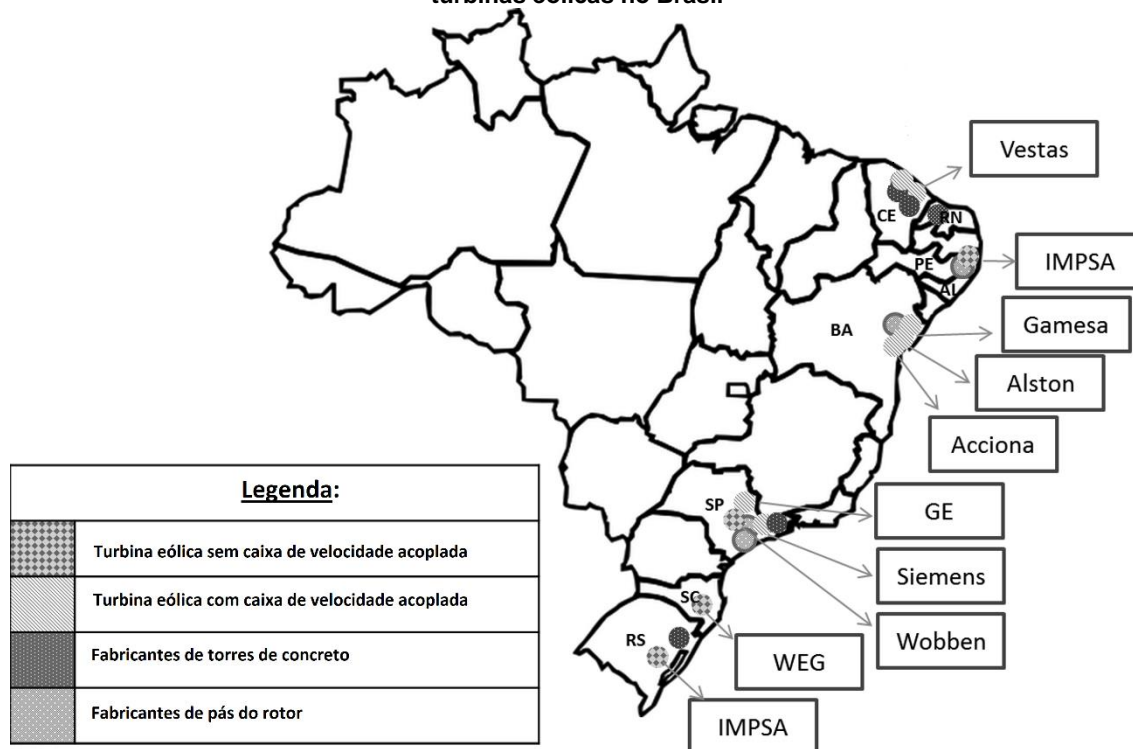 turbinas eólicas no Brasil
Vestas
CE
RN
PE
IMPSA
AL
BA
Gamesa
Alston
Acciona
SP
GE
Siemens
Wobben
SC
WEG
RS
IMPSA
Legenda:
Turbina eólica sem caixa de velocidade acoplada
Turbina eólica com caixa de velocidade acoplada
Fabricantes de torres de concreto
Fabricantes de pás do rotor